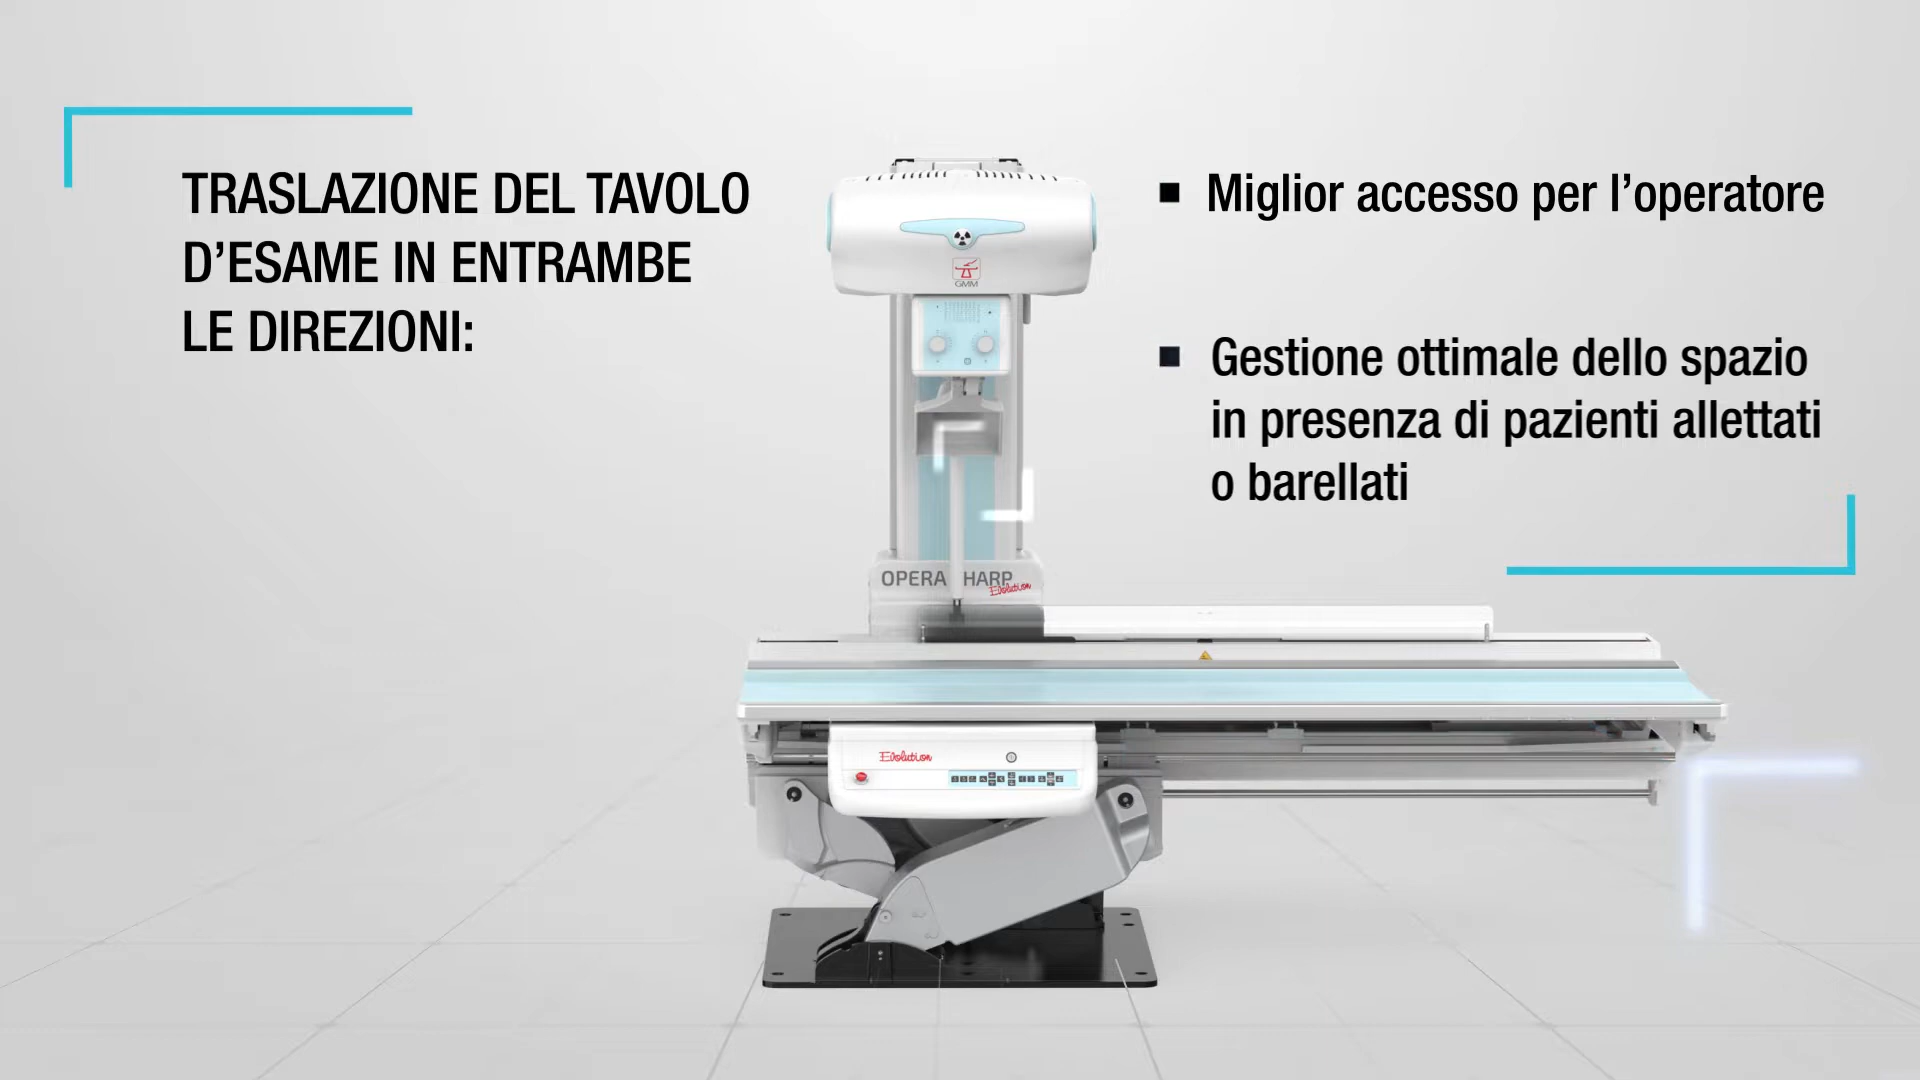 TRASLAZIONE DEL TAVOLO
D’ESAME IN ENTRAMBE
LE DIREZIONI:
■ Miglior accesso per l’operatore
■ Gestione ottimale dello spazio
in presenza di pazienti allettati
o barellati
GMM
OPERA HARP
Evolution
Evolution